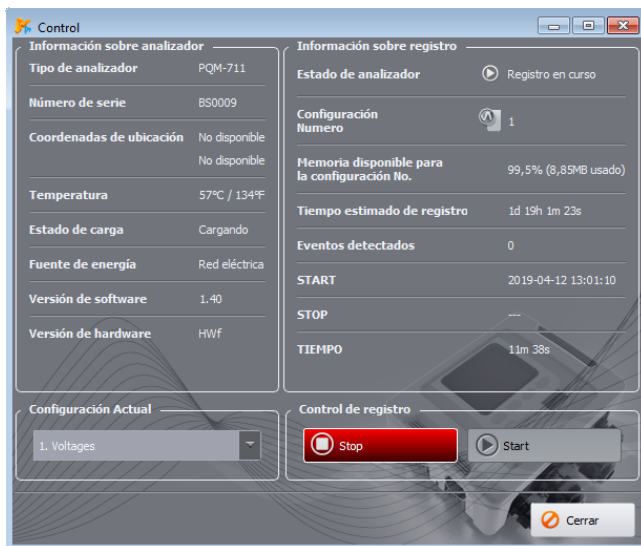 Control
Información sobre analizador
Tipo de analizador PQM-711
Número de serie BS0009
Coordenadas de ubicación No disponible
No disponible
Temperatura 57°C / 134°F
Estado de carga Cargando
Fuente de energía Red eléctrica
Versión de software 1.40
Versión de hardware HWf
Información sobre registro
Estado de analizador Registro en curso
Configuración
Numero 1
Memoria disponible para
la configuración No. 99,5% (8,85MB usado)
Tiempo estimado de registro 1d 19h 1m 23s
Eventos detectados 0
START 2019-04-12 13:01:10
STOP ---
TIEMPO 11m 38s
Configuración Actual
1. Voltages
Control de registro
Stop
Start
Cerrar